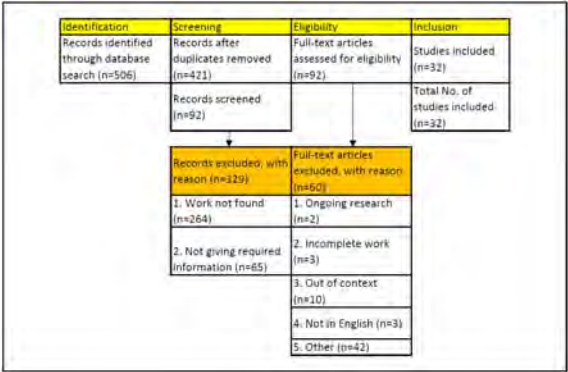 Identification
Records identified
through database
search (n=506)
Screening
Records after
duplicates removed
(n=421)
Records screened
(n=92)
Eligibility
Full-text articles
assessed for eligibility
(n=92)
Inclusion
Studies included
(n=32)
Total No. of
studies included
(n=32)
Records excluded, with
reason (n=329)
1. Work not found
(n=264)
2. Not giving required
information (n=65)
Full-text articles
excluded, with reason
(n=60)
1. Ongoing research
(n=2)
2. Incomplete work
(n=3)
3. Out of context
(n=10)
4. Not in English (n=3)
5. Other (n=42)